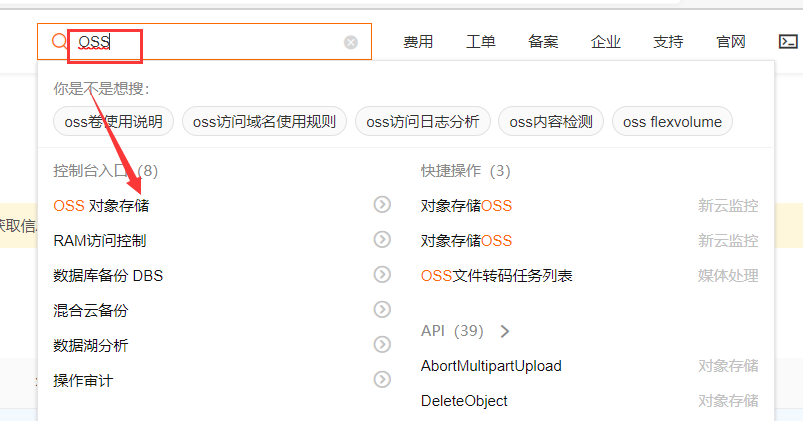 OSS 费用 工单 备案 企业 支持 官网
你是不是想搜：
oss卷使用说明 oss访问域名使用规则 oss访问日志分析 oss内容检测 oss flexvolume
控制台入口（8） 快捷操作（3）
OSS 对象存储 对象存储OSS 新云监控
RAM访问控制 对象存储OSS 新云监控
数据库备份 DBS OSS文件转码任务列表 媒体处理
混合云备份
数据湖分析 API（39）
操作审计 AbortMultipartUpload 对象存储
DeleteObject 对象存储